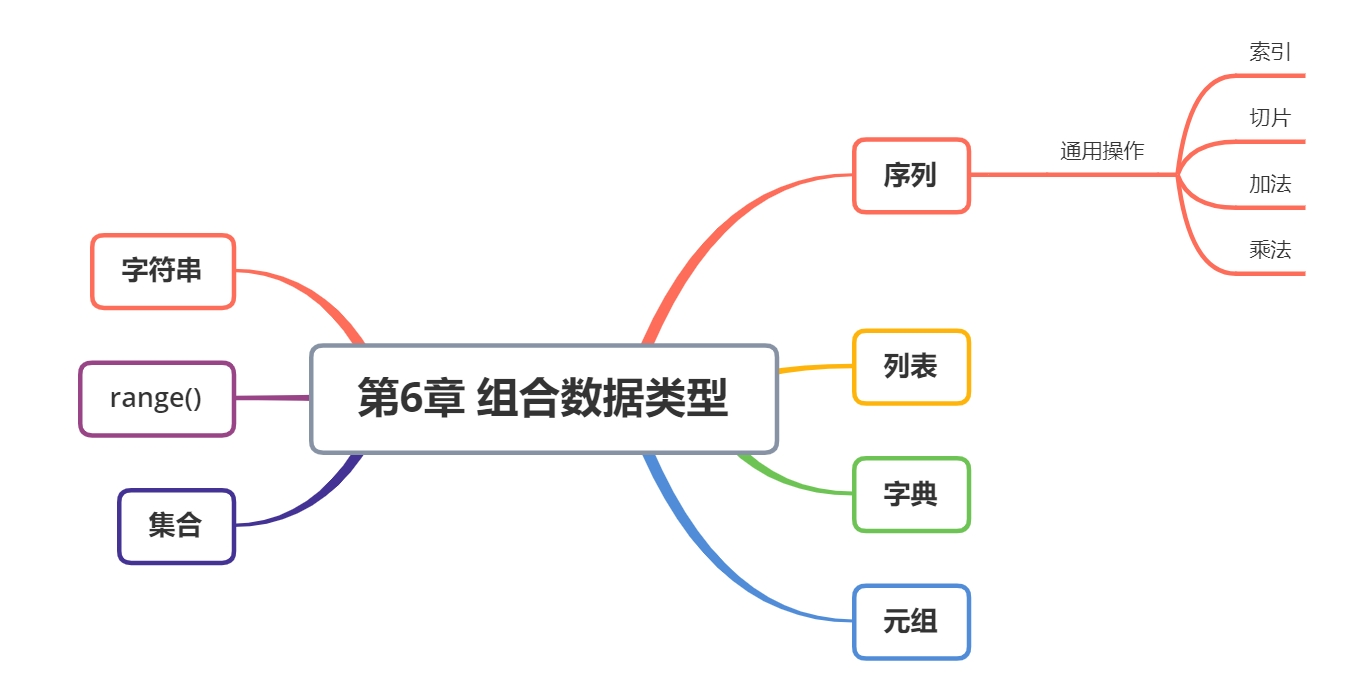 第6章 组合数据类型
序列
通用操作
索引
切片
加法
乘法
列表
字典
元组
字符串
range()
集合